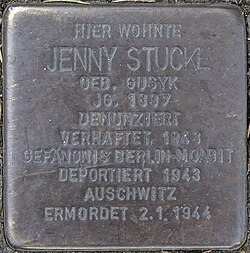 HIER WOHNTE
JENNY STUCKE
GEB. GUSYK
JG. 1897
DENUNZIERT
VERHAFTET 1943
GEFÄNGNIS BERLIN-MOABIT
DEPORTIERT 1943
AUSCHWITZ
ERMORDET 2.1.1944